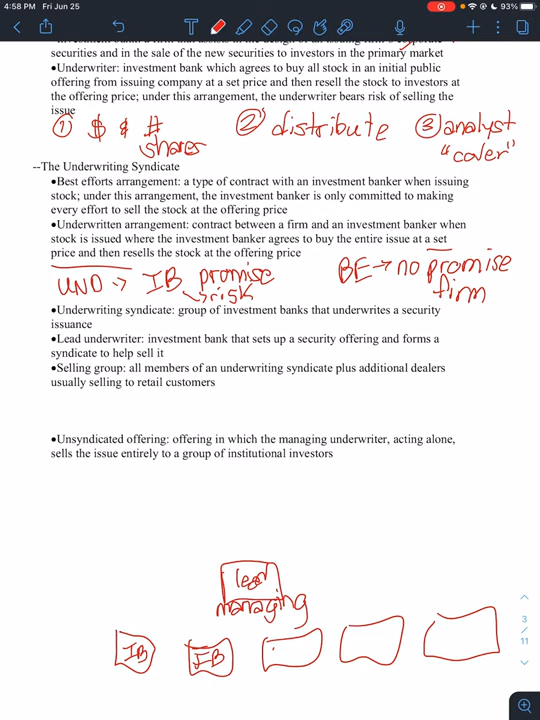 4:58 PM Fri Jun 25
93%
securities and in the sale of the new securities to investors in the primary market
•Underwriter: investment bank which agrees to buy all stock in an initial public
offering from issuing company at a set price and then resell the stock to investors at
the offering price; under this arrangement, the underwriter bears risk of selling the
issue
① $ & # shares
② distribute
③ analyst "cover"
--The Underwriting Syndicate
•Best efforts arrangement: a type of contract with an investment banker when issuing
stock; under this arrangement, the investment banker is only committed to making
every effort to sell the stock at the offering price
•Underwritten arrangement: contract between a firm and an investment banker when
stock is issued where the investment banker agrees to buy the entire issue at a set
price and then resells the stock at the offering price
UND → IB promise
→ risk
BE → no promise
firm
•Underwriting syndicate: group of investment banks that underwrites a security
issuance
•Lead underwriter: investment bank that sets up a security offering and forms a
syndicate to help sell it
•Selling group: all members of an underwriting syndicate plus additional dealers
usually selling to retail customers
•Unsyndicated offering: offering in which the managing underwriter, acting alone,
sells the issue entirely to a group of institutional investors
lead
managing
IB IB
3
/
11